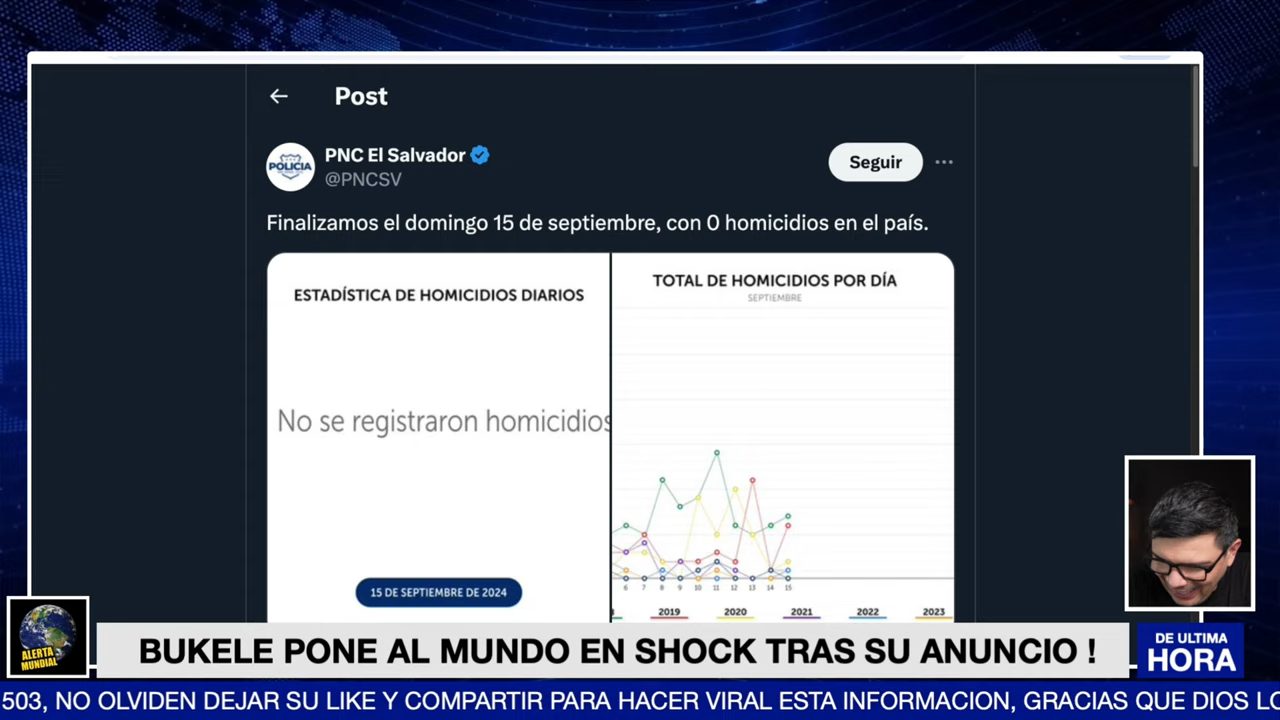 Post
PNC El Salvador
@PNCSV
Seguir
POLICIA
Finalizamos el domingo 15 de septiembre, con 0 homicidios en el país.
ESTADÍSTICA DE HOMICIDIOS DIARIOS
No se registraron homicidios
15 DE SEPTIEMBRE DE 2024
TOTAL DE HOMICIDIOS POR DÍA
SEPTIEMBRE
6 7 8 9 10 11 12 13 14 15
2019 2020 2021 2022 2023
ALERTA
MUNDIAL
BUKELE PONE AL MUNDO EN SHOCK TRAS SU ANUNCIO !
DE ULTIMA
HORA
503, NO OLVIDEN DEJAR SU LIKE Y COMPARTIR PARA HACER VIRAL ESTA INFORMACION, GRACIAS QUE DIOS LO